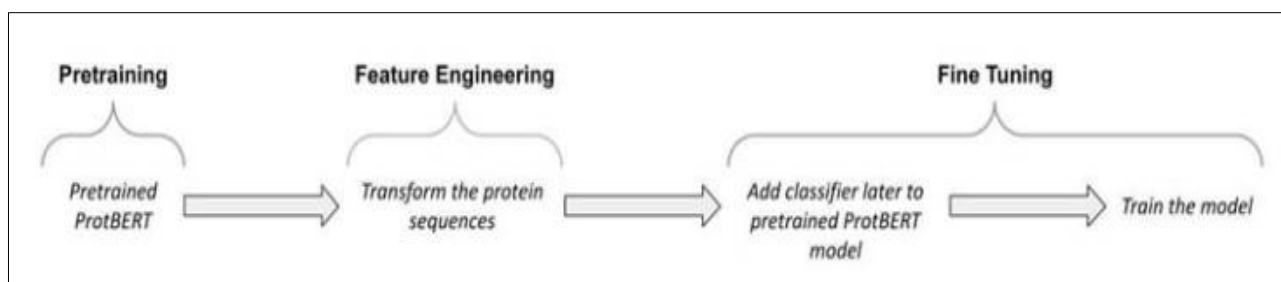 Pretraining
Feature Engineering
Fine Tuning
Pretrained
ProtBERT
Transform the protein
sequences
Add classifier later to
pretrained ProtBERT
model
Train the model